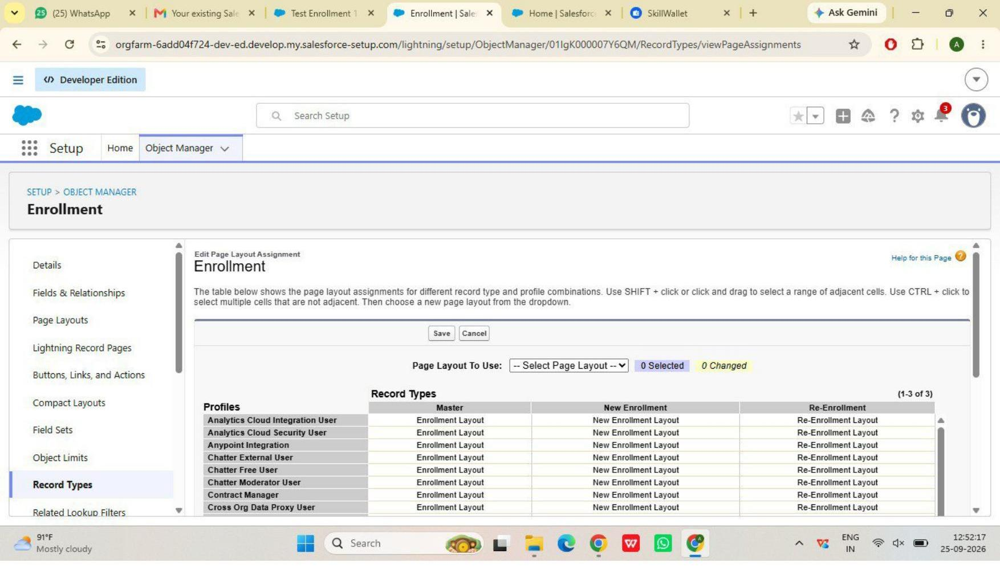 25 (25) WhatsApp
Your existing Sale
Test Enrollment 1
Enrollment | Sale
Home | Salesforc
SkillWallet
Ask Gemini
orgfarm-6add04f724-dev-ed.develop.my.salesforce-setup.com/lightning/setup/ObjectManager/01IgK000007Y6QM/RecordTypes/viewPageAssignments
A
Developer Edition
Search Setup
3
Setup Home Object Manager
SETUP > OBJECT MANAGER
Enrollment
Details
Fields & Relationships
Page Layouts
Lightning Record Pages
Buttons, Links, and Actions
Compact Layouts
Field Sets
Object Limits
Record Types
Related Lookup Filters
Edit Page Layout Assignment
Enrollment
Help for this Page ?
The table below shows the page layout assignments for different record type and profile combinations. Use SHIFT + click or click and drag to select a range of adjacent cells. Use CTRL + click to
select multiple cells that are not adjacent. Then choose a new page layout from the dropdown.
Save Cancel
Page Layout To Use: -- Select Page Layout -- 0 Selected 0 Changed
Record Types (1-3 of 3)
Profiles Master New Enrollment Re-Enrollment
Analytics Cloud Integration User Enrollment Layout New Enrollment Layout Re-Enrollment Layout
Analytics Cloud Security User Enrollment Layout New Enrollment Layout Re-Enrollment Layout
Anypoint Integration Enrollment Layout New Enrollment Layout Re-Enrollment Layout
Chatter External User Enrollment Layout New Enrollment Layout Re-Enrollment Layout
Chatter Free User Enrollment Layout New Enrollment Layout Re-Enrollment Layout
Chatter Moderator User Enrollment Layout New Enrollment Layout Re-Enrollment Layout
Contract Manager Enrollment Layout New Enrollment Layout Re-Enrollment Layout
Cross Org Data Proxy User Enrollment Layout New Enrollment Layout Re-Enrollment Layout
91°F
Mostly cloudy
Search
ENG
IN
12:52:17
25-09-2026